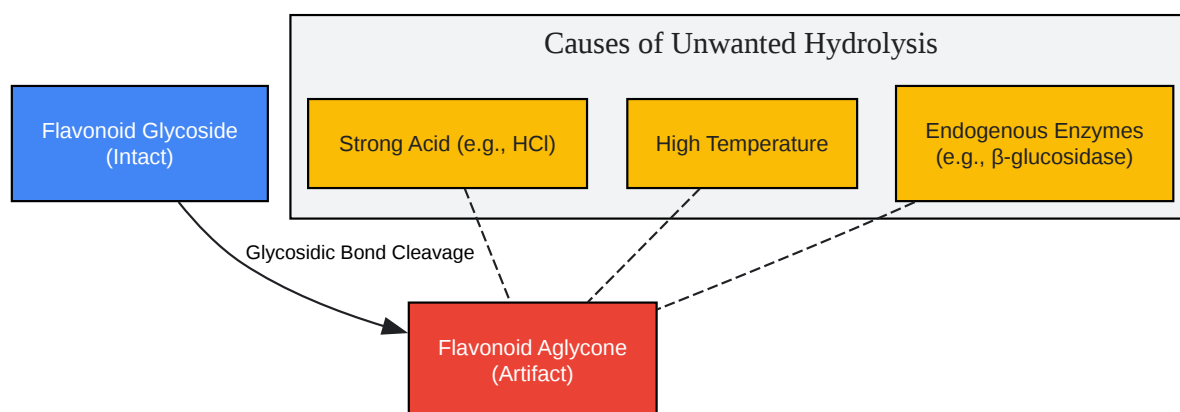 Causes of Unwanted Hydrolysis
Flavonoid Glycoside
(Intact)
Strong Acid (e.g., HCl)
High Temperature
Endogenous Enzymes
(e.g., β-glucosidase)
Glycosidic Bond Cleavage
Flavonoid Aglycone
(Artifact)